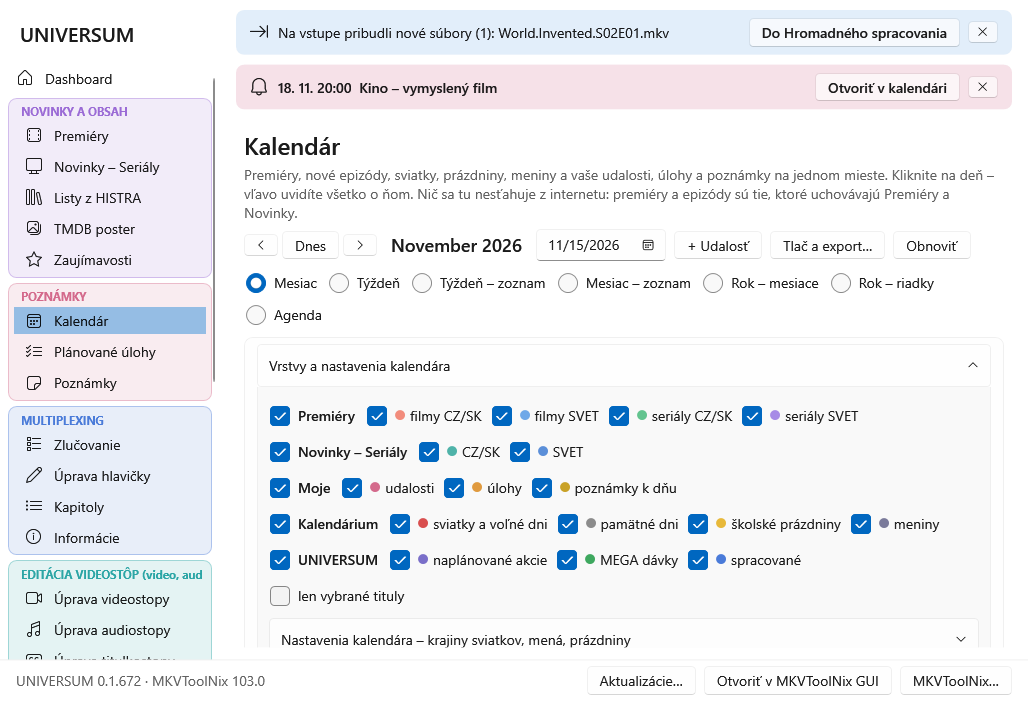 UNIVERSUM
Dashboard
NOVINKY A OBSAH
Premiéry
Novinky – Seriály
Listy z HISTRA
TMDB poster
Zaujímavosti
POZNÁMKY
Kalendár
Plánované úlohy
Poznámky
MULTIPLEXING
Zlučovanie
Úprava hlavičky
Kapitoly
Informácie
EDITÁCIA VIDEOSTÔP (video, aud
Úprava videostopy
Úprava audiostopy
Na vstupe pribudli nové súbory (1): World.Invented.S02E01.mkv
Do Hromadného spracovania
18. 11. 20:00 Kino – vymyslený film
Otvoriť v kalendári
Kalendár
Premiéry, nové epizódy, sviatky, prázdniny, meniny a vaše udalosti, úlohy a poznámky na jednom mieste. Kliknite na deň –
vľavo uvidíte všetko o ňom. Nič sa tu nesťahuje z internetu: premiéry a epizódy sú tie, ktoré uchovávajú Premiéry a
Novinky.
Dnes November 2026 11/15/2026 + Udalosť Tlač a export... Obnoviť
Mesiac Týždeň Týždeň – zoznam Mesiac – zoznam Rok – mesiace Rok – riadky
Agenda
Vrstvy a nastavenia kalendára
Premiéry filmy CZ/SK filmy SVET seriály CZ/SK seriály SVET
Novinky – Seriály CZ/SK SVET
Moje udalosti úlohy poznámky k dňu
Kalendárium sviatky a voľné dni pamätné dni školské prázdniny meniny
UNIVERSUM naplánované akcie MEGA dávky spracované
len vybrané tituly
Nastavenia kalendára – krajiny sviatkov, mená, prázdniny
UNIVERSUM 0.1.672 · MKVToolNix 103.0
Aktualizácie... Otvoriť v MKVToolNix GUI MKVToolNix...